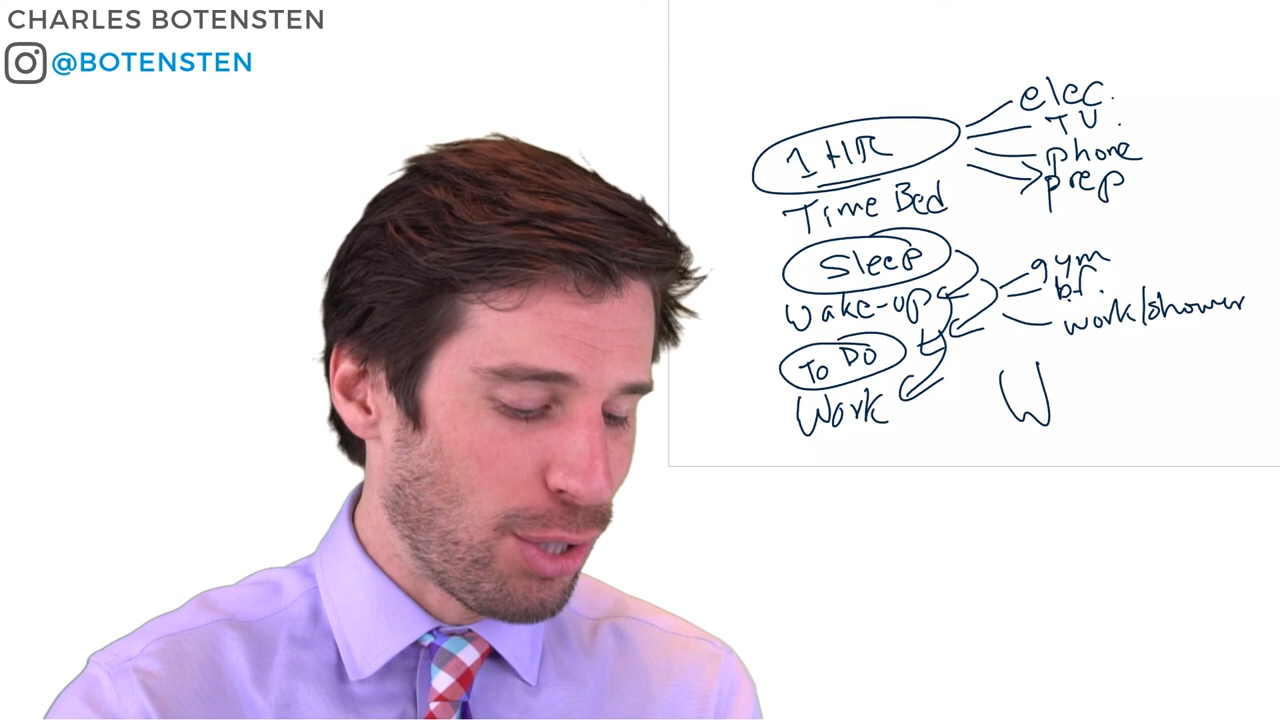 CHARLES BOTENSTEN
@BOTENSTEN
elec.
TV.
1 HR
phone
prep
Time Bed
Sleep
gym
b.f.
Wake-up
work/shower
To Do
Work
W